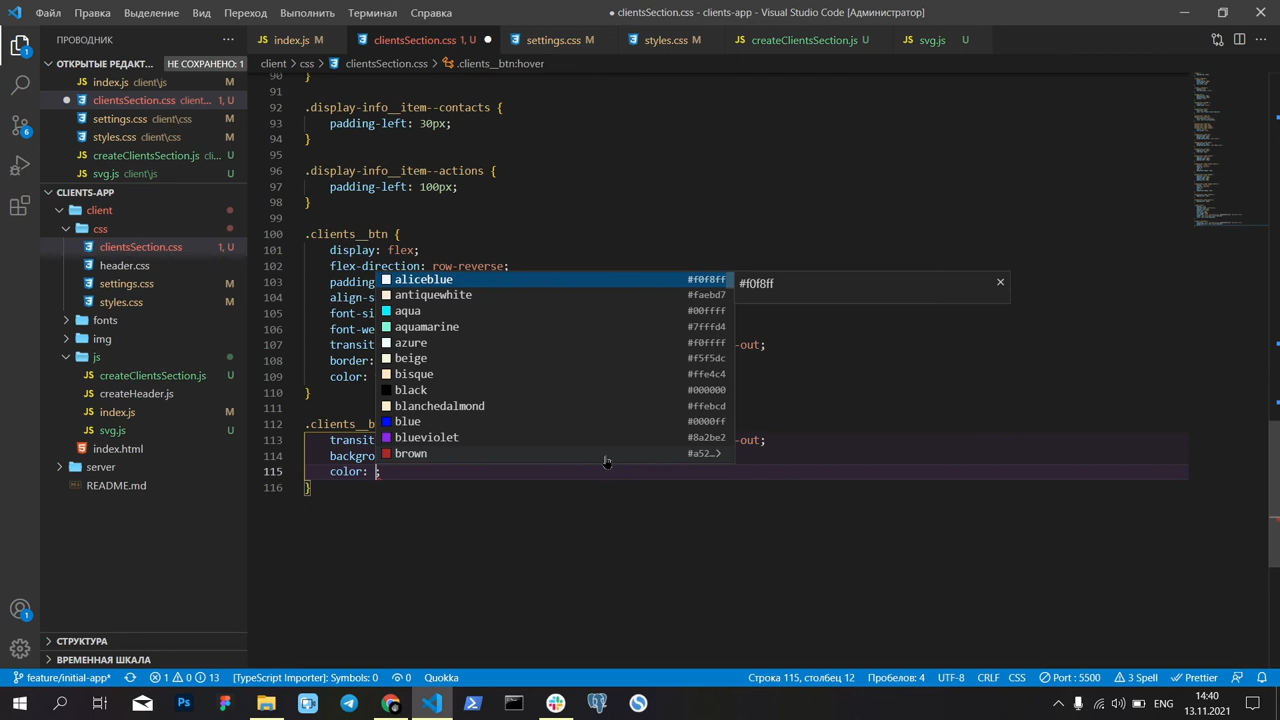 Файл Правка Выделение Вид Переход Выполнить Терминал Справка
● clientsSection.css - clients-app - Visual Studio Code [Администратор]
ПРОВОДНИК
index.js M
clientsSection.css 1, U
settings.css M
styles.css M
createClientsSection.js U
svg.js U
ОТКРЫТЫЕ РЕДАКТ...
НЕ СОХРАНЕНО: 1
client > css > clientsSection.css > .clients__btn:hover
index.js client\js M
clientsSection.css client... 1, U
settings.css client\css M
styles.css client\css M
createClientsSection.js cli... U
svg.js client\js U
CLIENTS-APP
client
css
clientsSection.css 1, U
header.css
settings.css M
styles.css M
fonts
img
js
createClientsSection.js U
createHeader.js
index.js M
svg.js U
index.html
server
README.md
СТРУКТУРА
ВРЕМЕННАЯ ШКАЛА
90 }
91
92 .display-info__item--contacts {
93 padding-left: 30px;
94 }
95
96 .display-info__item--actions {
97 padding-left: 100px;
98 }
99
100 .clients__btn {
101 display: flex;
102 flex-direction: row-reverse;
103 padding
104 align-s
105 font-si
106 font-we
107 transit -out;
108 border:
109 color:
110 }
111
112 .clients__b
113 transit -out;
114 backgro
115 color: ;
116 }
aliceblue #f0f8ff
antiquewhite #faebd7
aqua #00ffff
aquamarine #7fffd4
azure #f0ffff
beige #f5f5dc
bisque #ffe4c4
black #000000
blanchedalmond #ffebcd
blue #0000ff
blueviolet #8a2be2
brown #a52...>
#f0f8ff
feature/initial-app*
1 0 13
[TypeScript Importer]: Symbols: 0
0
Quokka
Строка 115, столбец 12
Пробелов: 4
UTF-8
CRLF
CSS
Port : 5500
3 Spell
Prettier
ENG
14:40
13.11.2021